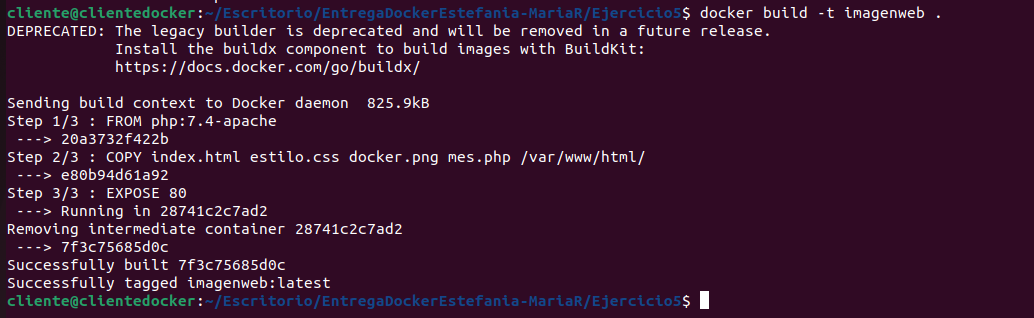 cliente@clientedocker:~/Escritorio/EntregaDockerEstefania-MariaR/Ejercicio5$ docker build -t imagenweb .
DEPRECATED: The legacy builder is deprecated and will be removed in a future release.
            Install the buildx component to build images with BuildKit:
            https://docs.docker.com/go/buildx/
Sending build context to Docker daemon  825.9kB
Step 1/3 : FROM php:7.4-apache
 ---> 20a3732f422b
Step 2/3 : COPY index.html estilo.css docker.png mes.php /var/www/html/
 ---> e80b94d61a92
Step 3/3 : EXPOSE 80
 ---> Running in 28741c2c7ad2
Removing intermediate container 28741c2c7ad2
 ---> 7f3c75685d0c
Successfully built 7f3c75685d0c
Successfully tagged imagenweb:latest
cliente@clientedocker:~/Escritorio/EntregaDockerEstefania-MariaR/Ejercicio5$